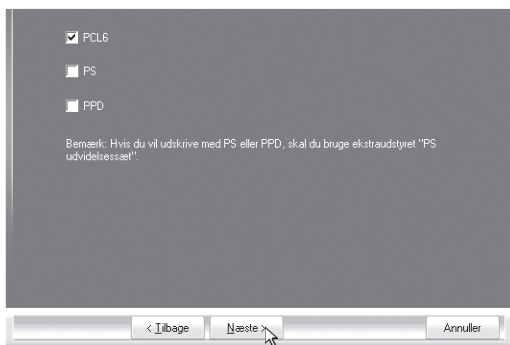 PCL6
PS
PPD
Bemærk: Hvis du vil udskrive med PS eller PPD, skal du bruge ekstraudstyret "PS
udvidelsessæt".
< Tilbage Næste > Annuller